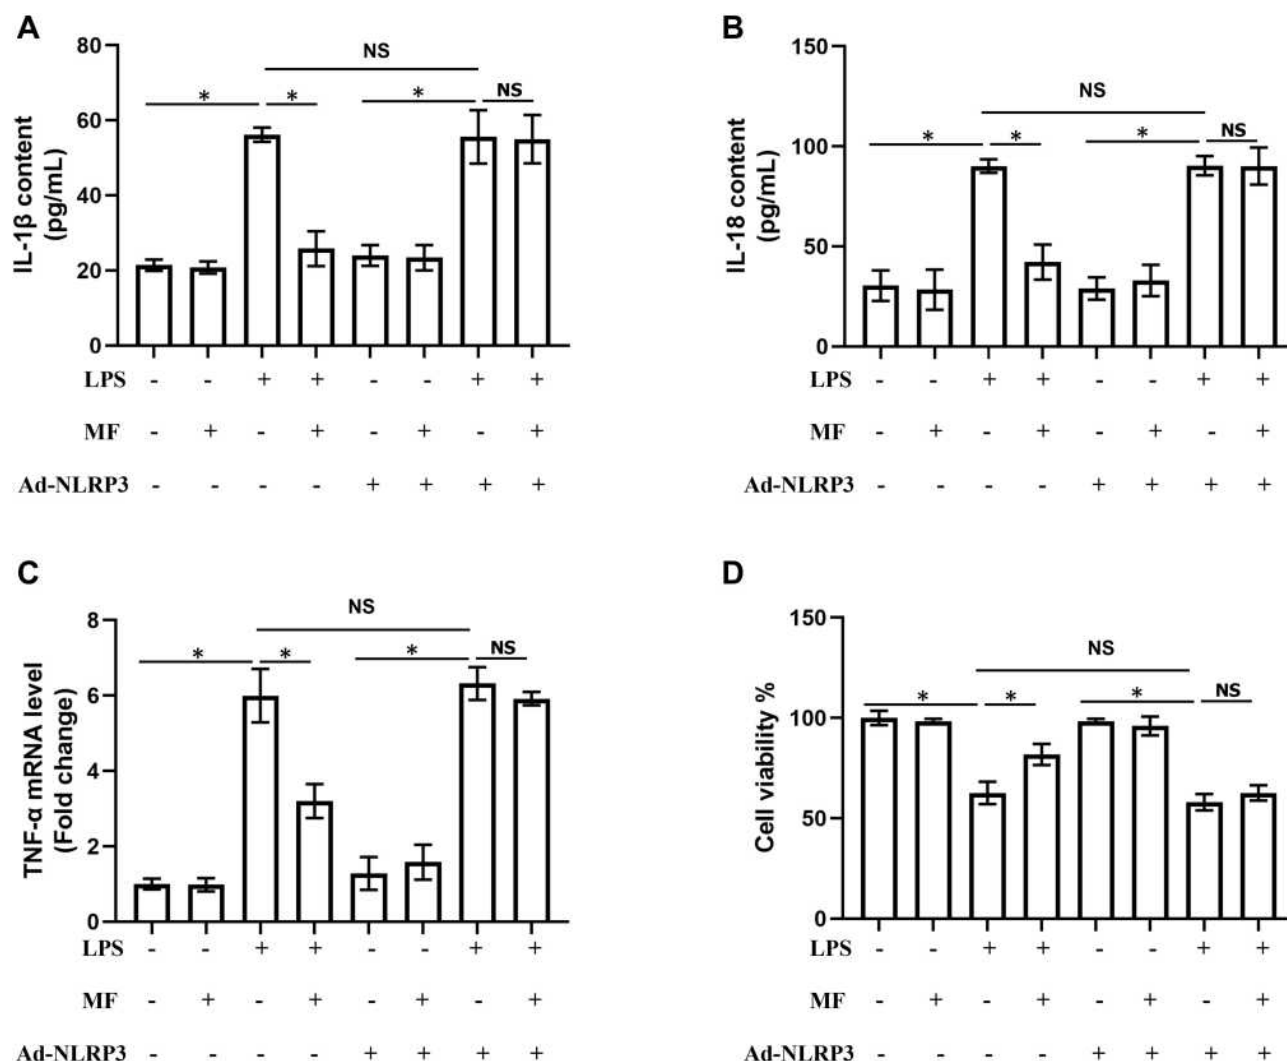 A
IL-1β content
(pg/mL)
80
60
40
20
0
NS
* * * NS
LPS - - + + - - + +
MF - + - + - + - +
Ad-NLRP3 - - - - + + + +
B
IL-18 content
(pg/mL)
150
100
50
0
NS
* * * NS
LPS - - + + - - + +
MF - + - + - + - +
Ad-NLRP3 - - - - + + + +
C
TNF-α mRNA level
(Fold change)
8
6
4
2
0
NS
* * * NS
LPS - - + + - - + +
MF - + - + - + - +
Ad-NLRP3 - - - - + + + +
D
Cell viability %
150
100
50
0
NS
* * * NS
LPS - - + + - - + +
MF - + - + - + - +
Ad-NLRP3 - - - - + + + +